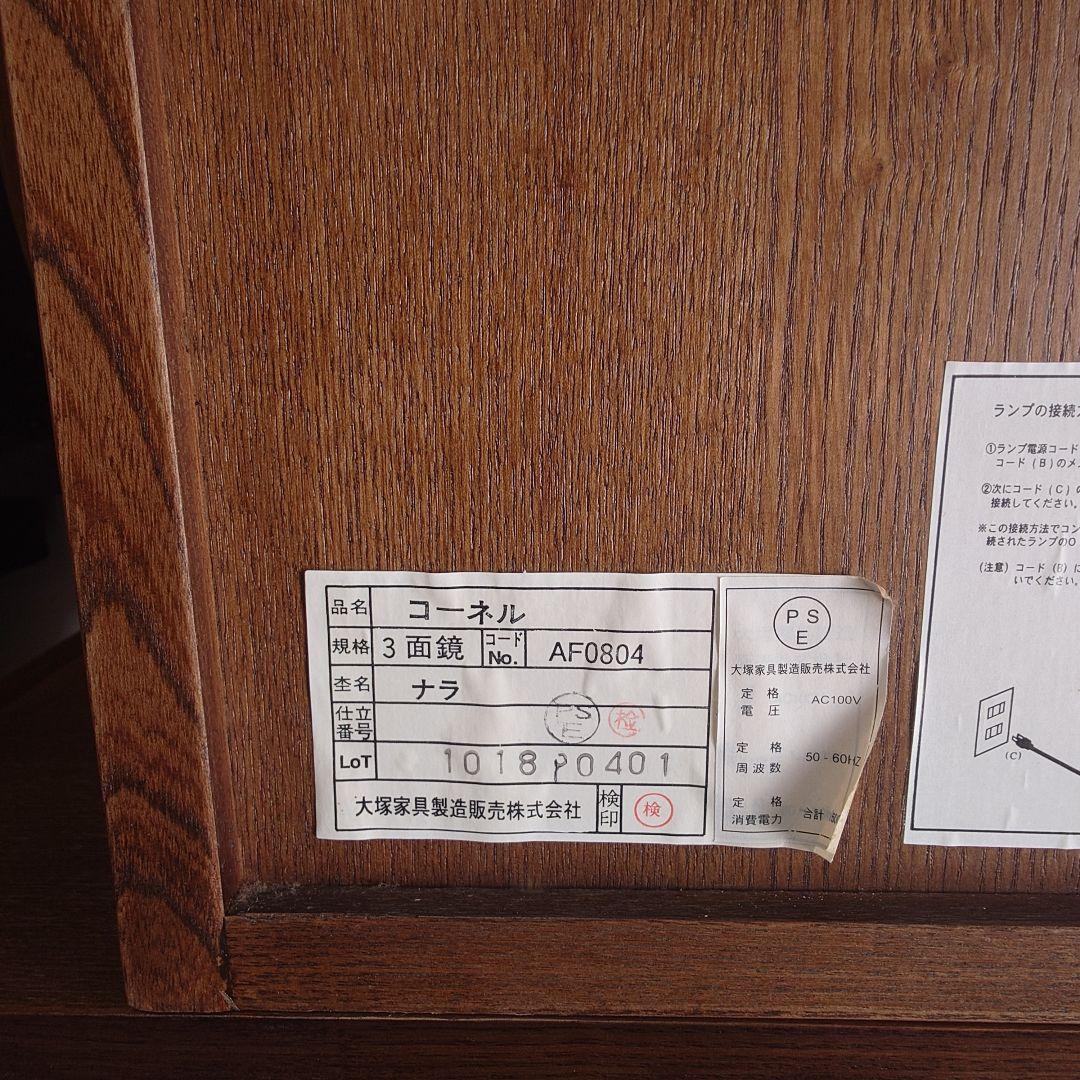 品名 コーネル
規格 3面鏡 コードNo. AF0804
杢名 ナラ
仕立番号 PSE 検
LoT 1018 20401
大塚家具製造販売株式会社 検印 検
PSE
大塚家具製造販売株式会社
定格電圧 AC100V
定格周波数 50-60HZ
定格消費電力 合計
ランプの接続
①ランプ電源コード
コード(B)のメ
②次にコード(C)の
接続してください。
※この接続方法でコン
続されたランプのO
(注意) コード(B)に
いでください。
(C)